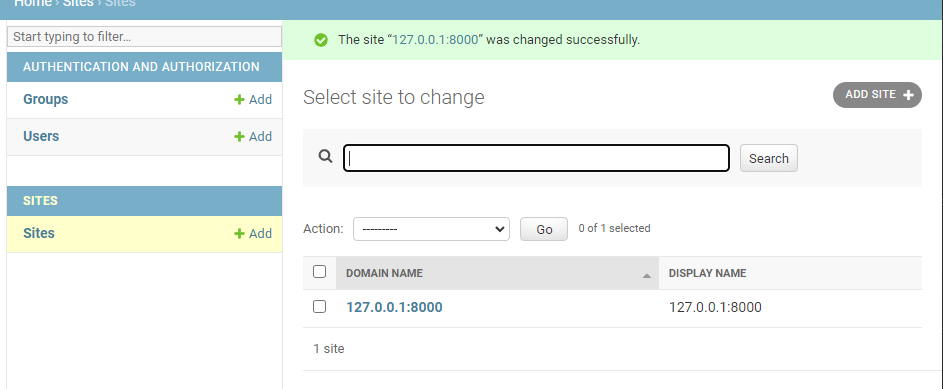 Home › Sites › Sites
Start typing to filter…
AUTHENTICATION AND AUTHORIZATION
Groups
+ Add
Users
+ Add
SITES
Sites
+ Add
The site “127.0.0.1:8000” was changed successfully.
Select site to change
ADD SITE +
Search
Action: --------- Go 0 of 1 selected
DOMAIN NAME DISPLAY NAME
127.0.0.1:8000 127.0.0.1:8000
1 site